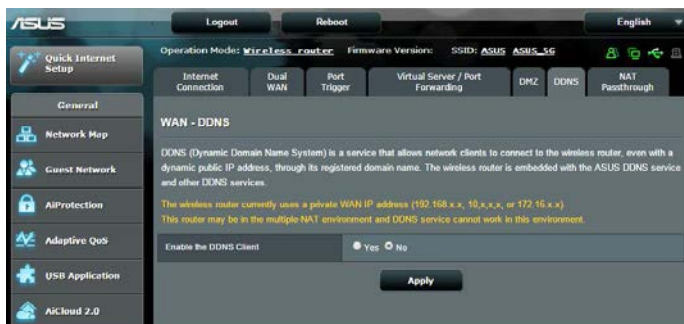 ASUS
Logout
Reboot
English
Quick Internet
Setup
Operation Mode: Wireless router Firmware Version: SSID: ASUS ASUS_5G
Internet
Connection
Dual
WAN
Port
Trigger
Virtual Server / Port
Forwarding
DMZ
DDNS
NAT
Passthrough
General
Network Map
Guest Network
AiProtection
Adaptive QoS
USB Application
AiCloud 2.0
WAN - DDNS
DDNS (Dynamic Domain Name System) is a service that allows network clients to connect to the wireless router, even with a
dynamic public IP address, through its registered domain name. The wireless router is embedded with the ASUS DDNS service
and other DDNS services.
The wireless router currently uses a private WAN IP address (192.168.x.x, 10,x,x,x, or 172.16.x.x)
This router may be in the multiple-NAT environment and DDNS service cannot work in this environment.
Enable the DDNS Client
Yes No
Apply